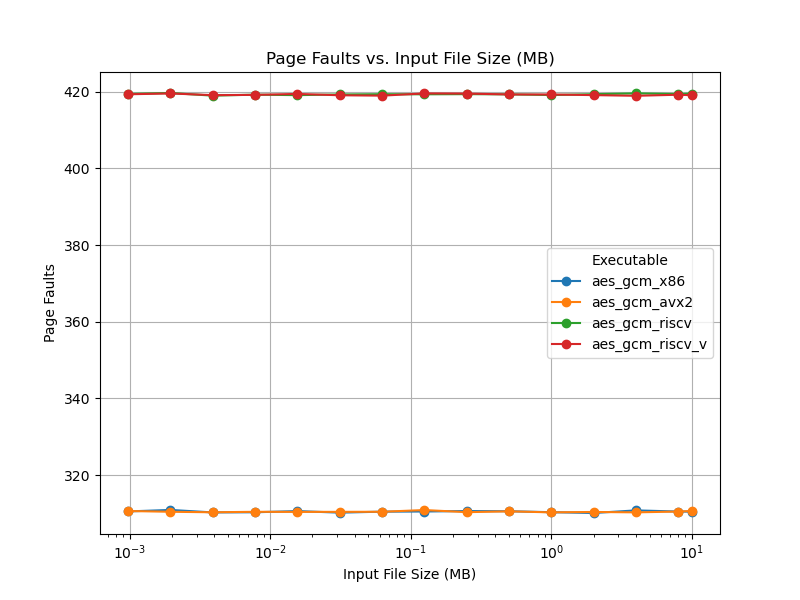 Page Faults vs. Input File Size (MB)
420
400
380
360
340
320
Page Faults
Executable
aes_gcm_x86
aes_gcm_avx2
aes_gcm_riscv
aes_gcm_riscv_v
10⁻³
10⁻²
10⁻¹
10⁰
10¹
Input File Size (MB)